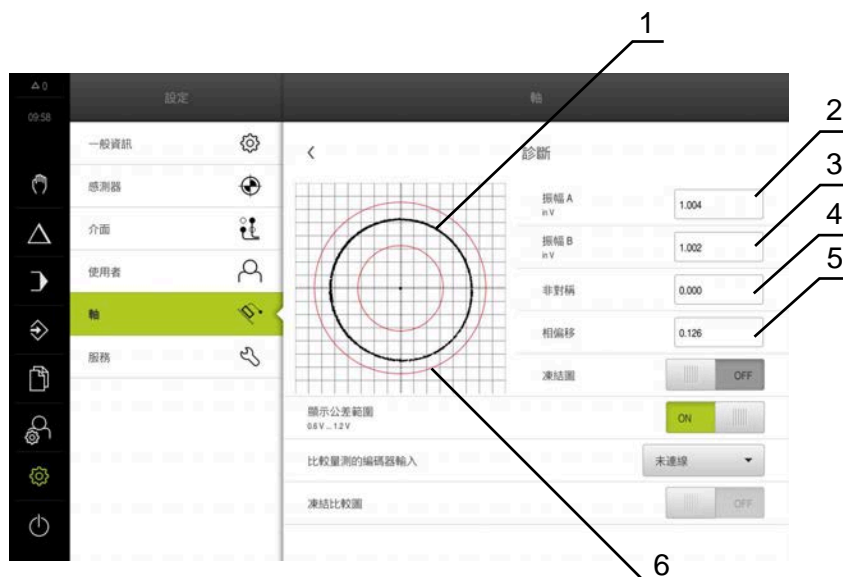 1
△ 0
設定
軸
09:58
2
一般資訊
診斷
3
感測器
振幅 A
in V
1.004
4
介面
振幅 B
in V
1.002
5
使用者
非對稱
0.000
軸
相偏移
0.126
服務
凍結圖
OFF
顯示公差範圍
0.6 V ... 1.2 V
ON
比較量測的編碼器輸入
未連線
凍結比較圖
OFF
6